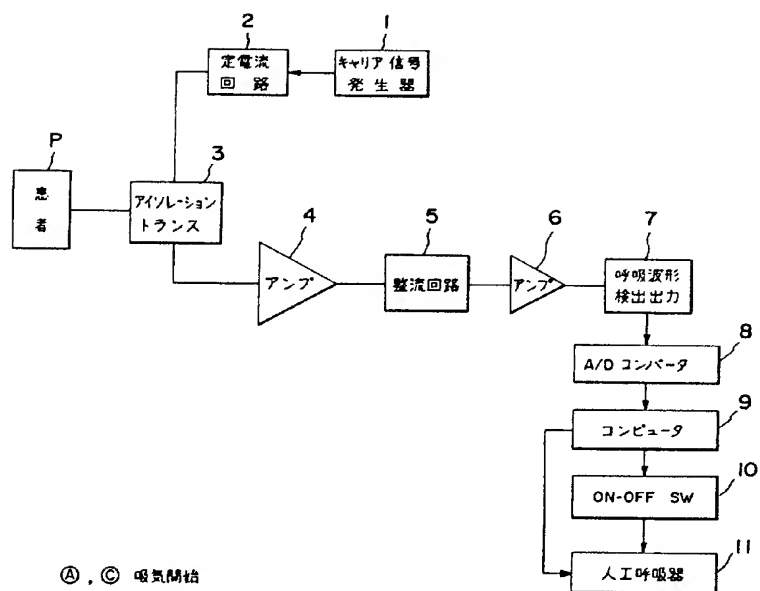 2
1
定電流
回路
キャリア信号
発生器
P
3
患
者
アイソレーション
トランス
4
5
6
7
アンプ
整流回路
アンプ
呼吸波形
検出出力
8
A/D コンバータ
9
コンピュータ
10
ON-OFF SW
11
人工呼吸器
Ⓐ , Ⓒ 吸気開始